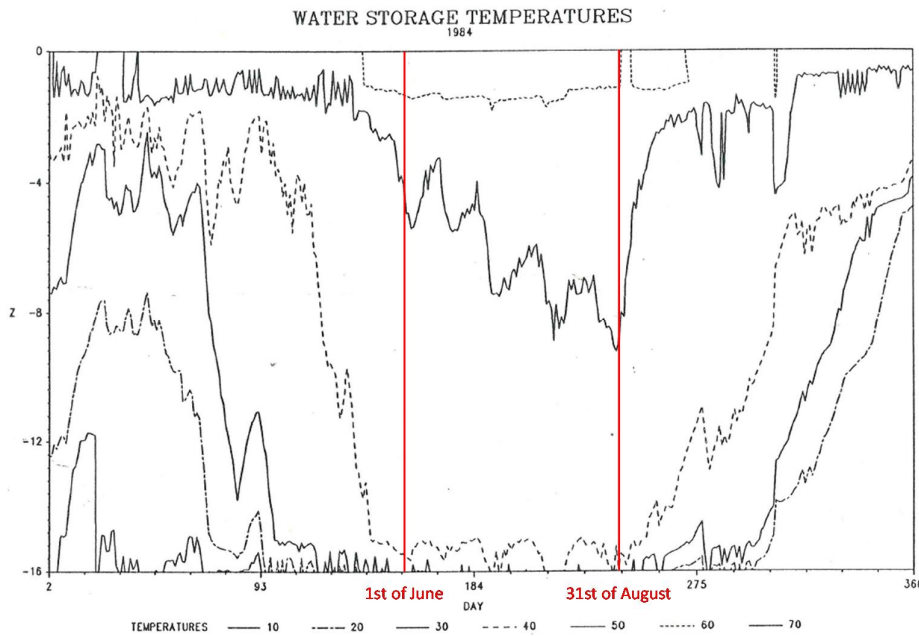 WATER STORAGE TEMPERATURES
1984
0
-4
Z
-8
-12
-16
2
93
184
275
360
1st of June
31st of August
DAY
TEMPERATURES 10 20 30 40 50 60 70